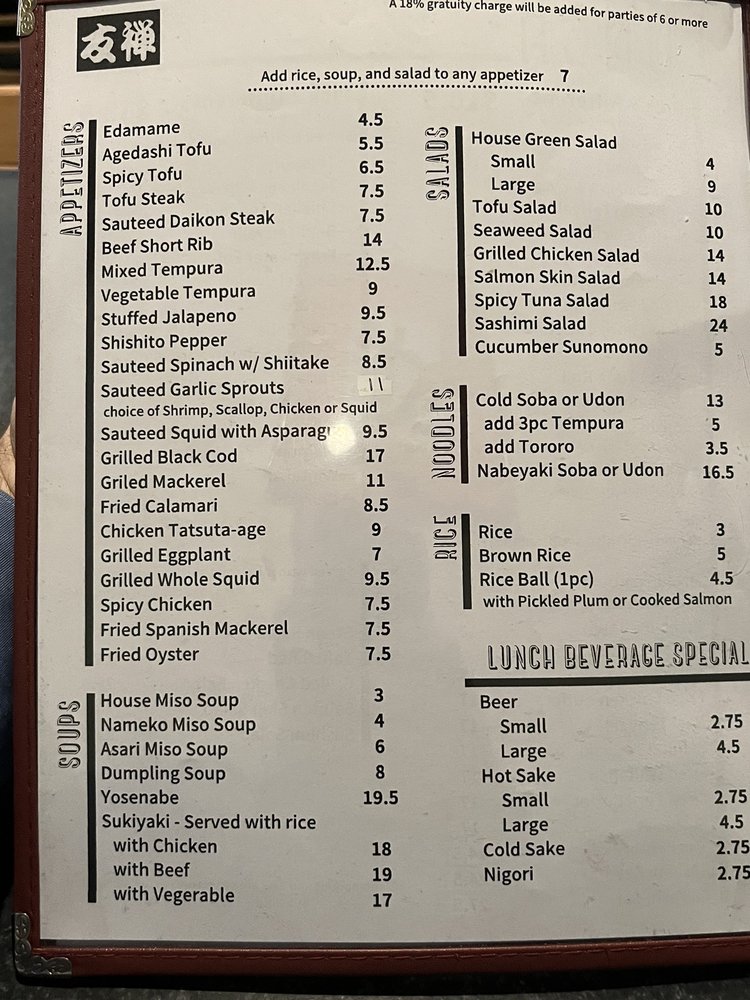 A 18% gratuity charge will be added for parties of 6 or more
友禅
Add rice, soup, and salad to any appetizer 7
APPETIZERS
Edamame 4.5
Agedashi Tofu 5.5
Spicy Tofu 6.5
Tofu Steak 7.5
Sauteed Daikon Steak 7.5
Beef Short Rib 14
Mixed Tempura 12.5
Vegetable Tempura 9
Stuffed Jalapeno 9.5
Shishito Pepper 7.5
Sauteed Spinach w/ Shiitake 8.5
Sauteed Garlic Sprouts 11
choice of Shrimp, Scallop, Chicken or Squid
Sauteed Squid with Asparagu 9.5
Grilled Black Cod 17
Griled Mackerel 11
Fried Calamari 8.5
Chicken Tatsuta-age 9
Grilled Eggplant 7
Grilled Whole Squid 9.5
Spicy Chicken 7.5
Fried Spanish Mackerel 7.5
Fried Oyster 7.5
SOUPS
House Miso Soup 3
Nameko Miso Soup 4
Asari Miso Soup 6
Dumpling Soup 8
Yosenabe 19.5
Sukiyaki - Served with rice
with Chicken 18
with Beef 19
with Vegerable 17
SALADS
House Green Salad
Small 4
Large 9
Tofu Salad 10
Seaweed Salad 10
Grilled Chicken Salad 14
Salmon Skin Salad 14
Spicy Tuna Salad 18
Sashimi Salad 24
Cucumber Sunomono 5
NOODLES
Cold Soba or Udon 13
add 3pc Tempura 5
add Tororo 3.5
Nabeyaki Soba or Udon 16.5
RICE
Rice 3
Brown Rice 5
Rice Ball (1pc) 4.5
with Pickled Plum or Cooked Salmon
LUNCH BEVERAGE SPECIAL
Beer
Small 2.75
Large 4.5
Hot Sake
Small 2.75
Large 4.5
Cold Sake 2.75
Nigori 2.75